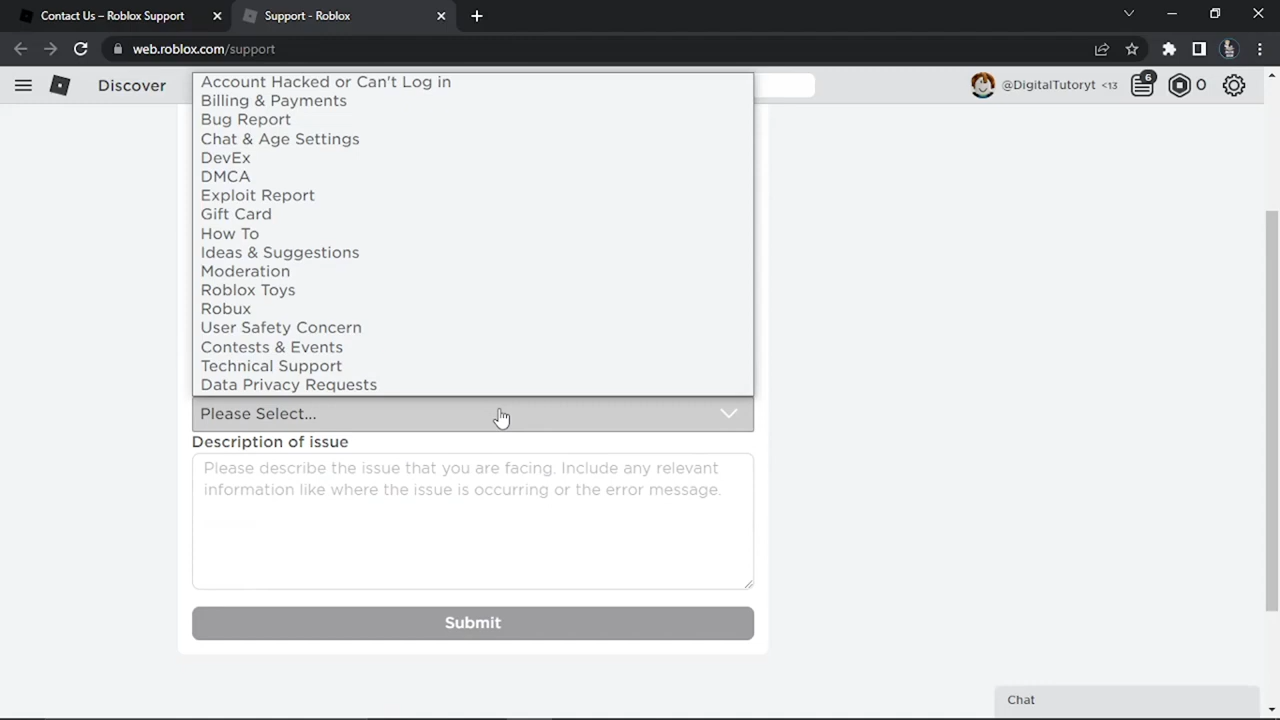 Contact Us – Roblox Support
Support - Roblox
web.roblox.com/support
Discover
@DigitalTutoryt <13
6
0
Account Hacked or Can't Log in
Billing & Payments
Bug Report
Chat & Age Settings
DevEx
DMCA
Exploit Report
Gift Card
How To
Ideas & Suggestions
Moderation
Roblox Toys
Robux
User Safety Concern
Contests & Events
Technical Support
Data Privacy Requests
Please Select...
Description of issue
Please describe the issue that you are facing. Include any relevant
information like where the issue is occurring or the error message.
Submit
Chat